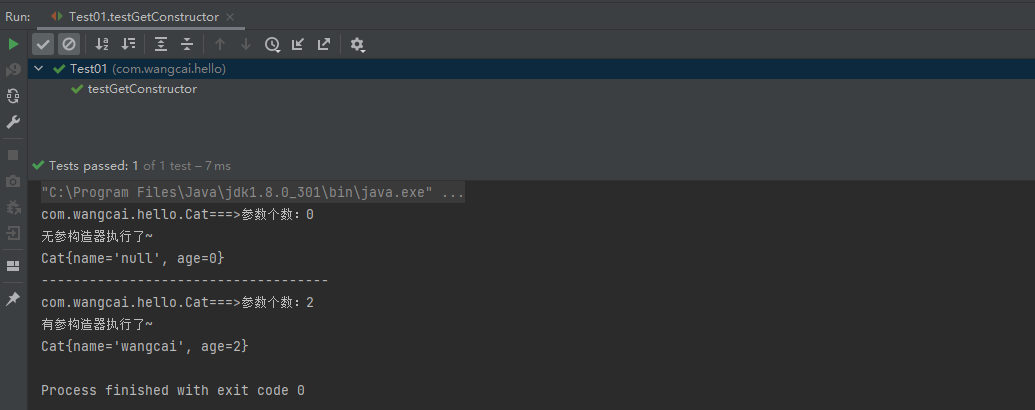 Run: Test01.testGetConstructor
Test01 (com.wangcai.hello)
testGetConstructor
Tests passed: 1 of 1 test – 7 ms
"C:\Program Files\Java\jdk1.8.0_301\bin\java.exe" ...
com.wangcai.hello.Cat===>参数个数：0
无参构造器执行了~
Cat{name='null', age=0}
-----------------------------------
com.wangcai.hello.Cat===>参数个数：2
有参构造器执行了~
Cat{name='wangcai', age=2}
Process finished with exit code 0